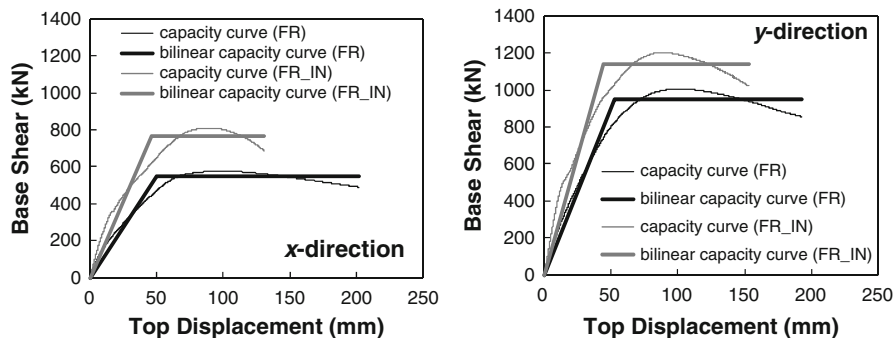 1400
1200
1000
800
600
400
200
0
Base Shear (kN)
capacity curve (FR)
bilinear capacity curve (FR)
capacity curve (FR_IN)
bilinear capacity curve (FR_IN)
x-direction
0 50 100 150 200 250
Top Displacement (mm)
1400
1200
1000
800
600
400
200
0
Base Shear (kN)
y-direction
capacity curve (FR)
bilinear capacity curve (FR)
capacity curve (FR_IN)
bilinear capacity curve (FR_IN)
0 50 100 150 200 250
Top Displacement (mm)